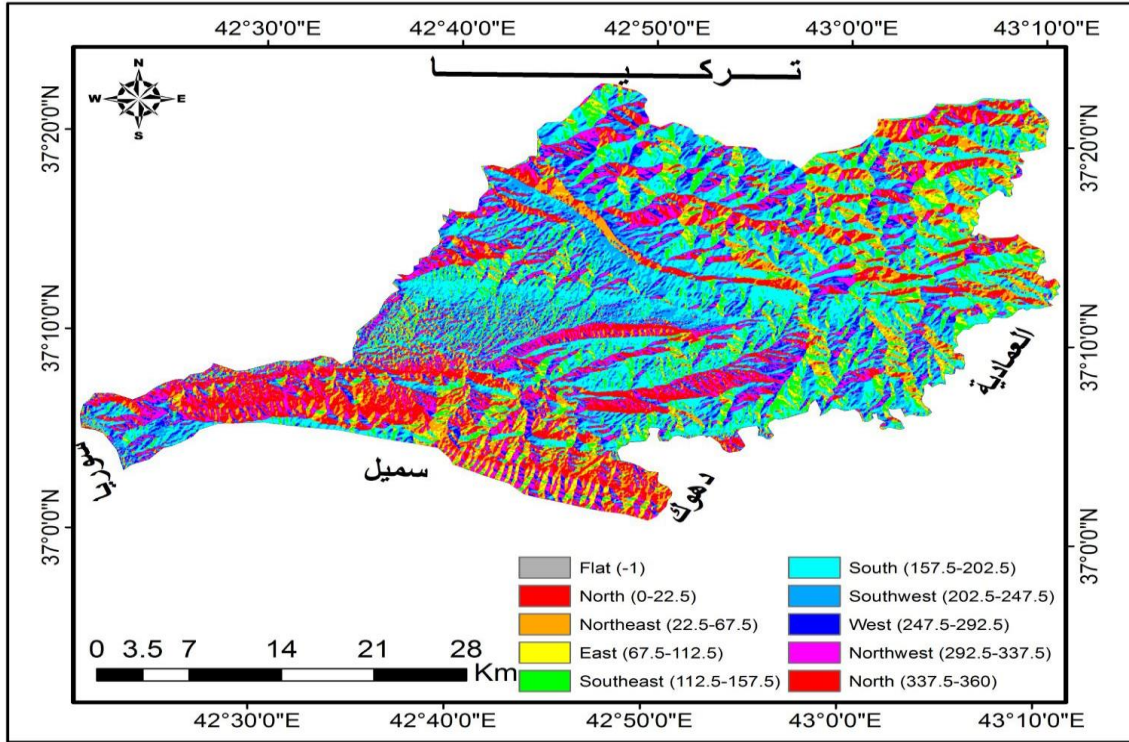 42°30'0"E 42°40'0"E 42°50'0"E 43°0'0"E 43°10'0"E
تركيا
N
W E
S
37°20'0"N
37°20'0"N
37°10'0"N
37°10'0"N
العمادية
سميل
دهوك
37°0'0"N
37°0'0"N
Flat (-1)
North (0-22.5)
Northeast (22.5-67.5)
East (67.5-112.5)
Southeast (112.5-157.5)
South (157.5-202.5)
Southwest (202.5-247.5)
West (247.5-292.5)
Northwest (292.5-337.5)
North (337.5-360)
0 3.5 7 14 21 28
Km
42°30'0"E 42°40'0"E 42°50'0"E 43°0'0"E 43°10'0"E